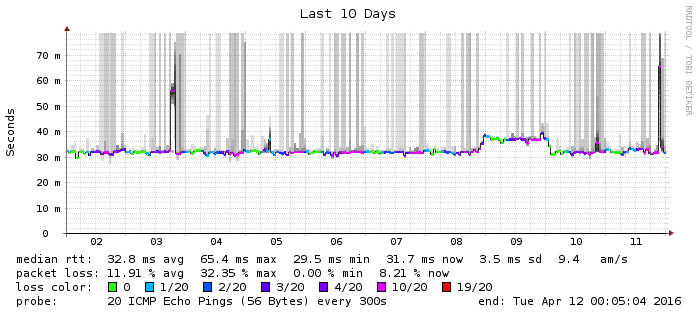 Last 10 Days
RRDTOOL / TOBI OETIKER
Seconds
70 m
60 m
50 m
40 m
30 m
20 m
10 m
0
02 03 04 05 06 07 08 09 10 11
median rtt: 32.8 ms avg 65.4 ms max 29.5 ms min 31.7 ms now 3.5 ms sd 9.4 am/s
packet loss: 11.91 % avg 32.35 % max 0.00 % min 8.21 % now
loss color: 0 1/20 2/20 3/20 4/20 10/20 19/20
probe: 20 ICMP Echo Pings (56 Bytes) every 300s end: Tue Apr 12 00:05:04 2016